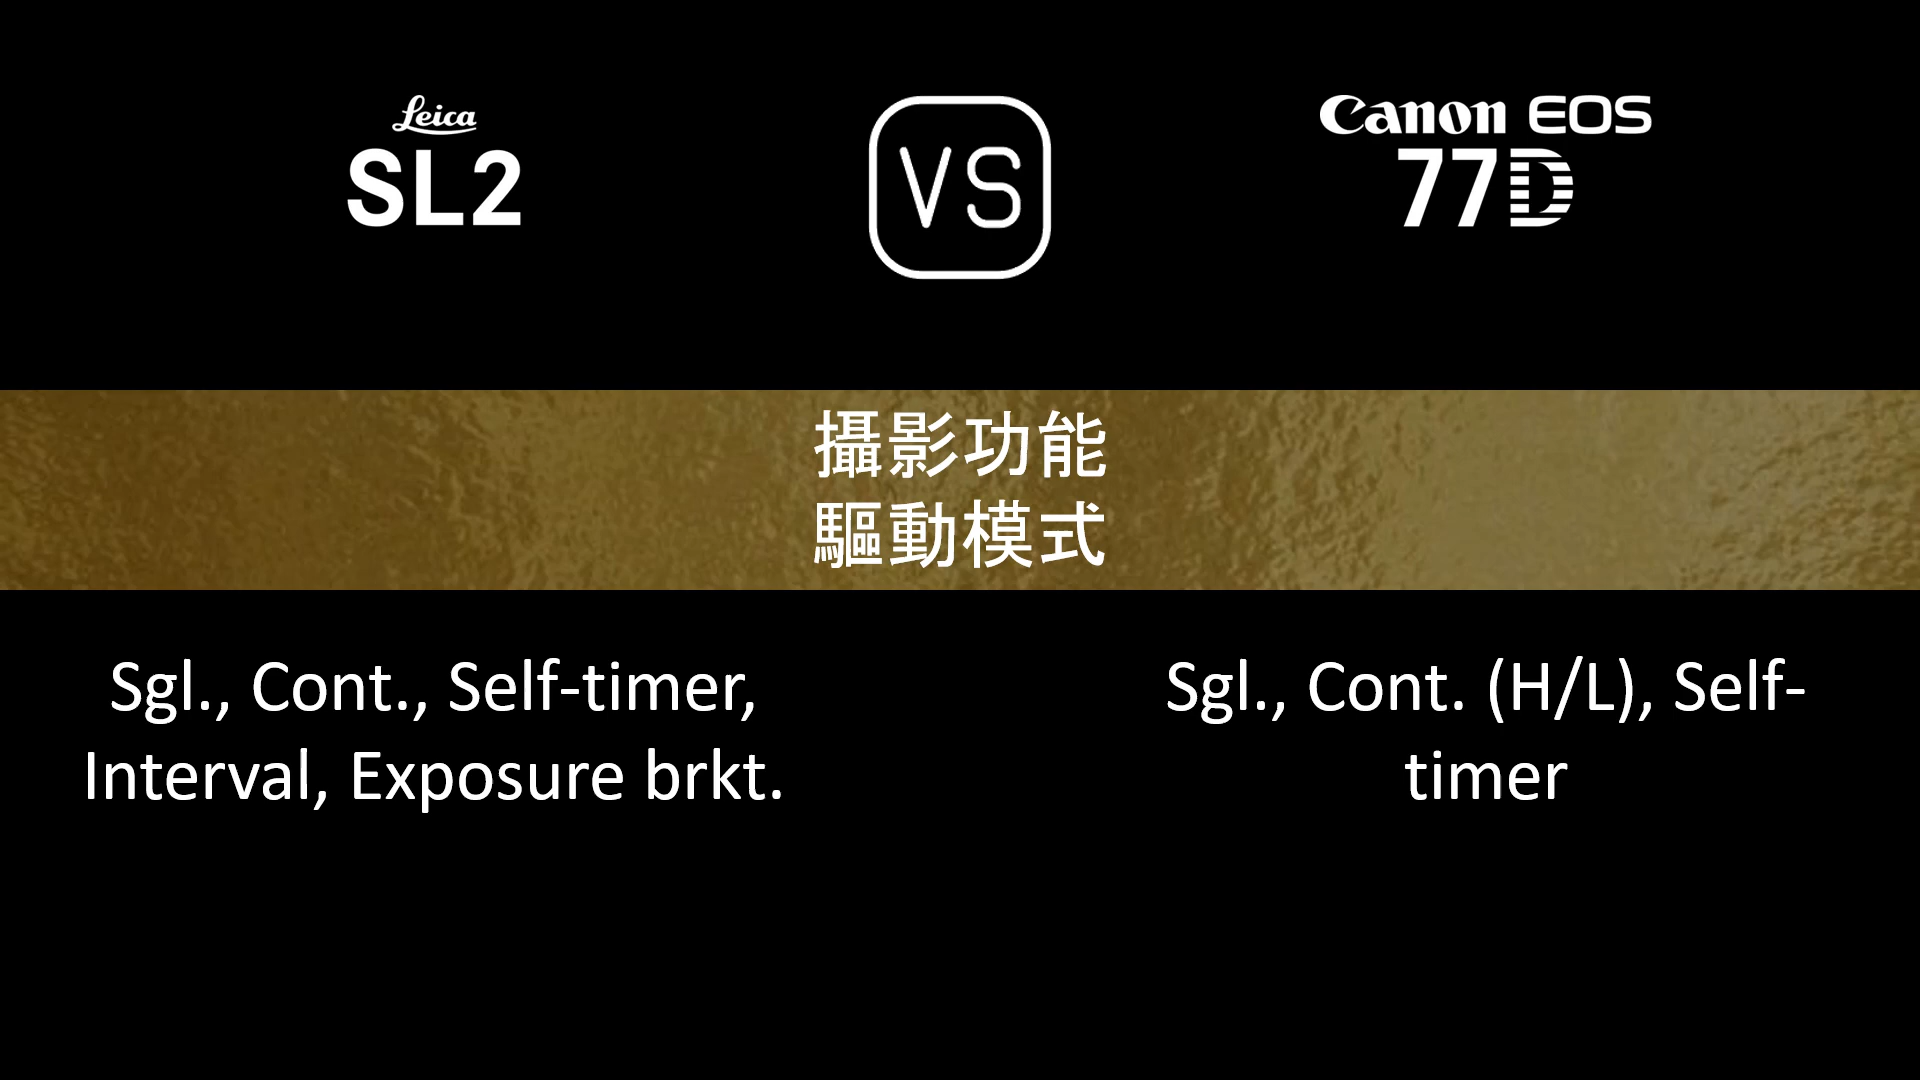 Leica
SL2
VS
Canon EOS
77D
攝影功能
驅動模式
Sgl., Cont., Self-timer,
Interval, Exposure brkt.
Sgl., Cont. (H/L), Self-
timer